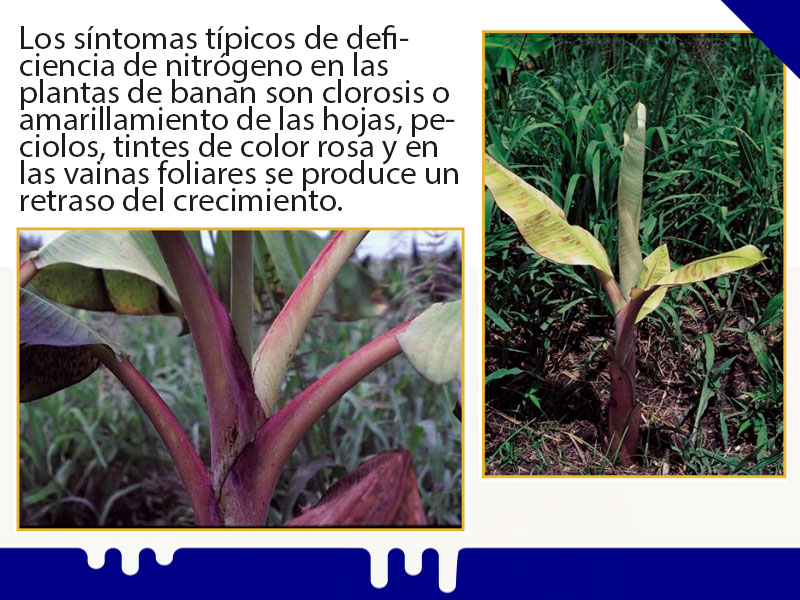 Los síntomas típicos de defi-
ciencia de nitrógeno en las
plantas de banan son clorosis o
amarillamiento de las hojas, pe-
ciolos, tintes de color rosa y en
las vainas foliares se produce un
retraso del crecimiento.